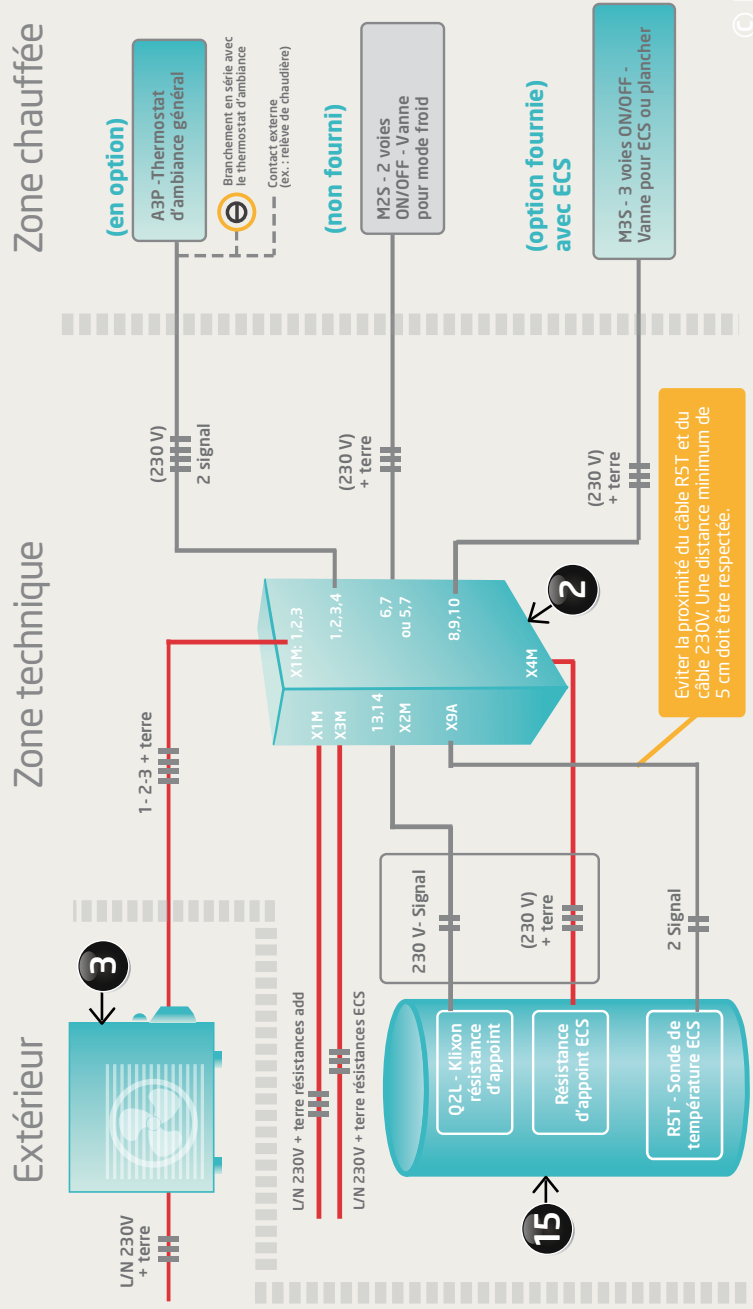 Extérieur
Zone technique
Zone chauffée
3
L/N 230V
+ terre
1- 2-3 + terre
L/N 230V + terre résistances add
L/N 230V + terre résistances ECS
X1M: 1,2,3
1,2,3,4
6,7
ou 5,7
8,9,10
X4M
X1M
X3M
13,14
X2M
X9A
2
(230 V)
2 signal
(230 V)
+ terre
(230 V)
+ terre
(en option)
A3P -Thermostat
d'ambiance général
Branchement en série avec
le thermostat d'ambiance
Contact externe
(ex. : relève de chaudière)
(non fourni)
M2S - 2 voies
ON/OFF - Vanne
pour mode froid
(option fournie)
avec ECS
M3S - 3 voies ON/OFF -
Vanne pour ECS ou plancher
15
Q2L - Klixon
résistance
d'appoint
Résistance
d'appoint ECS
R5T - Sonde de
température ECS
230 V- Signal
(230 V)
+ terre
2 Signal
Eviter la proximité du câble R5T et du
câble 230V. Une distance minimum de
5 cm doit être respectée.
©